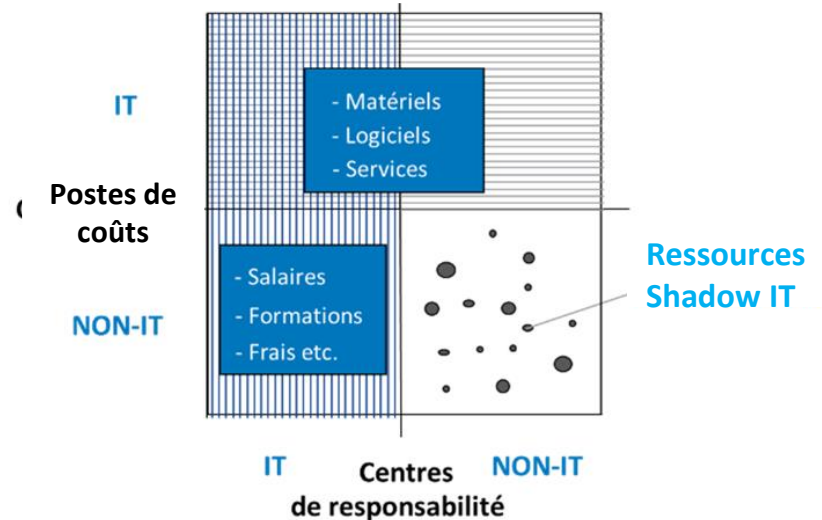 IT
- Matériels
- Logiciels
- Services
Postes de
coûts
- Salaires
- Formations
- Frais etc.
NON-IT
Ressources
Shadow IT
IT
Centres
de responsabilité
NON-IT